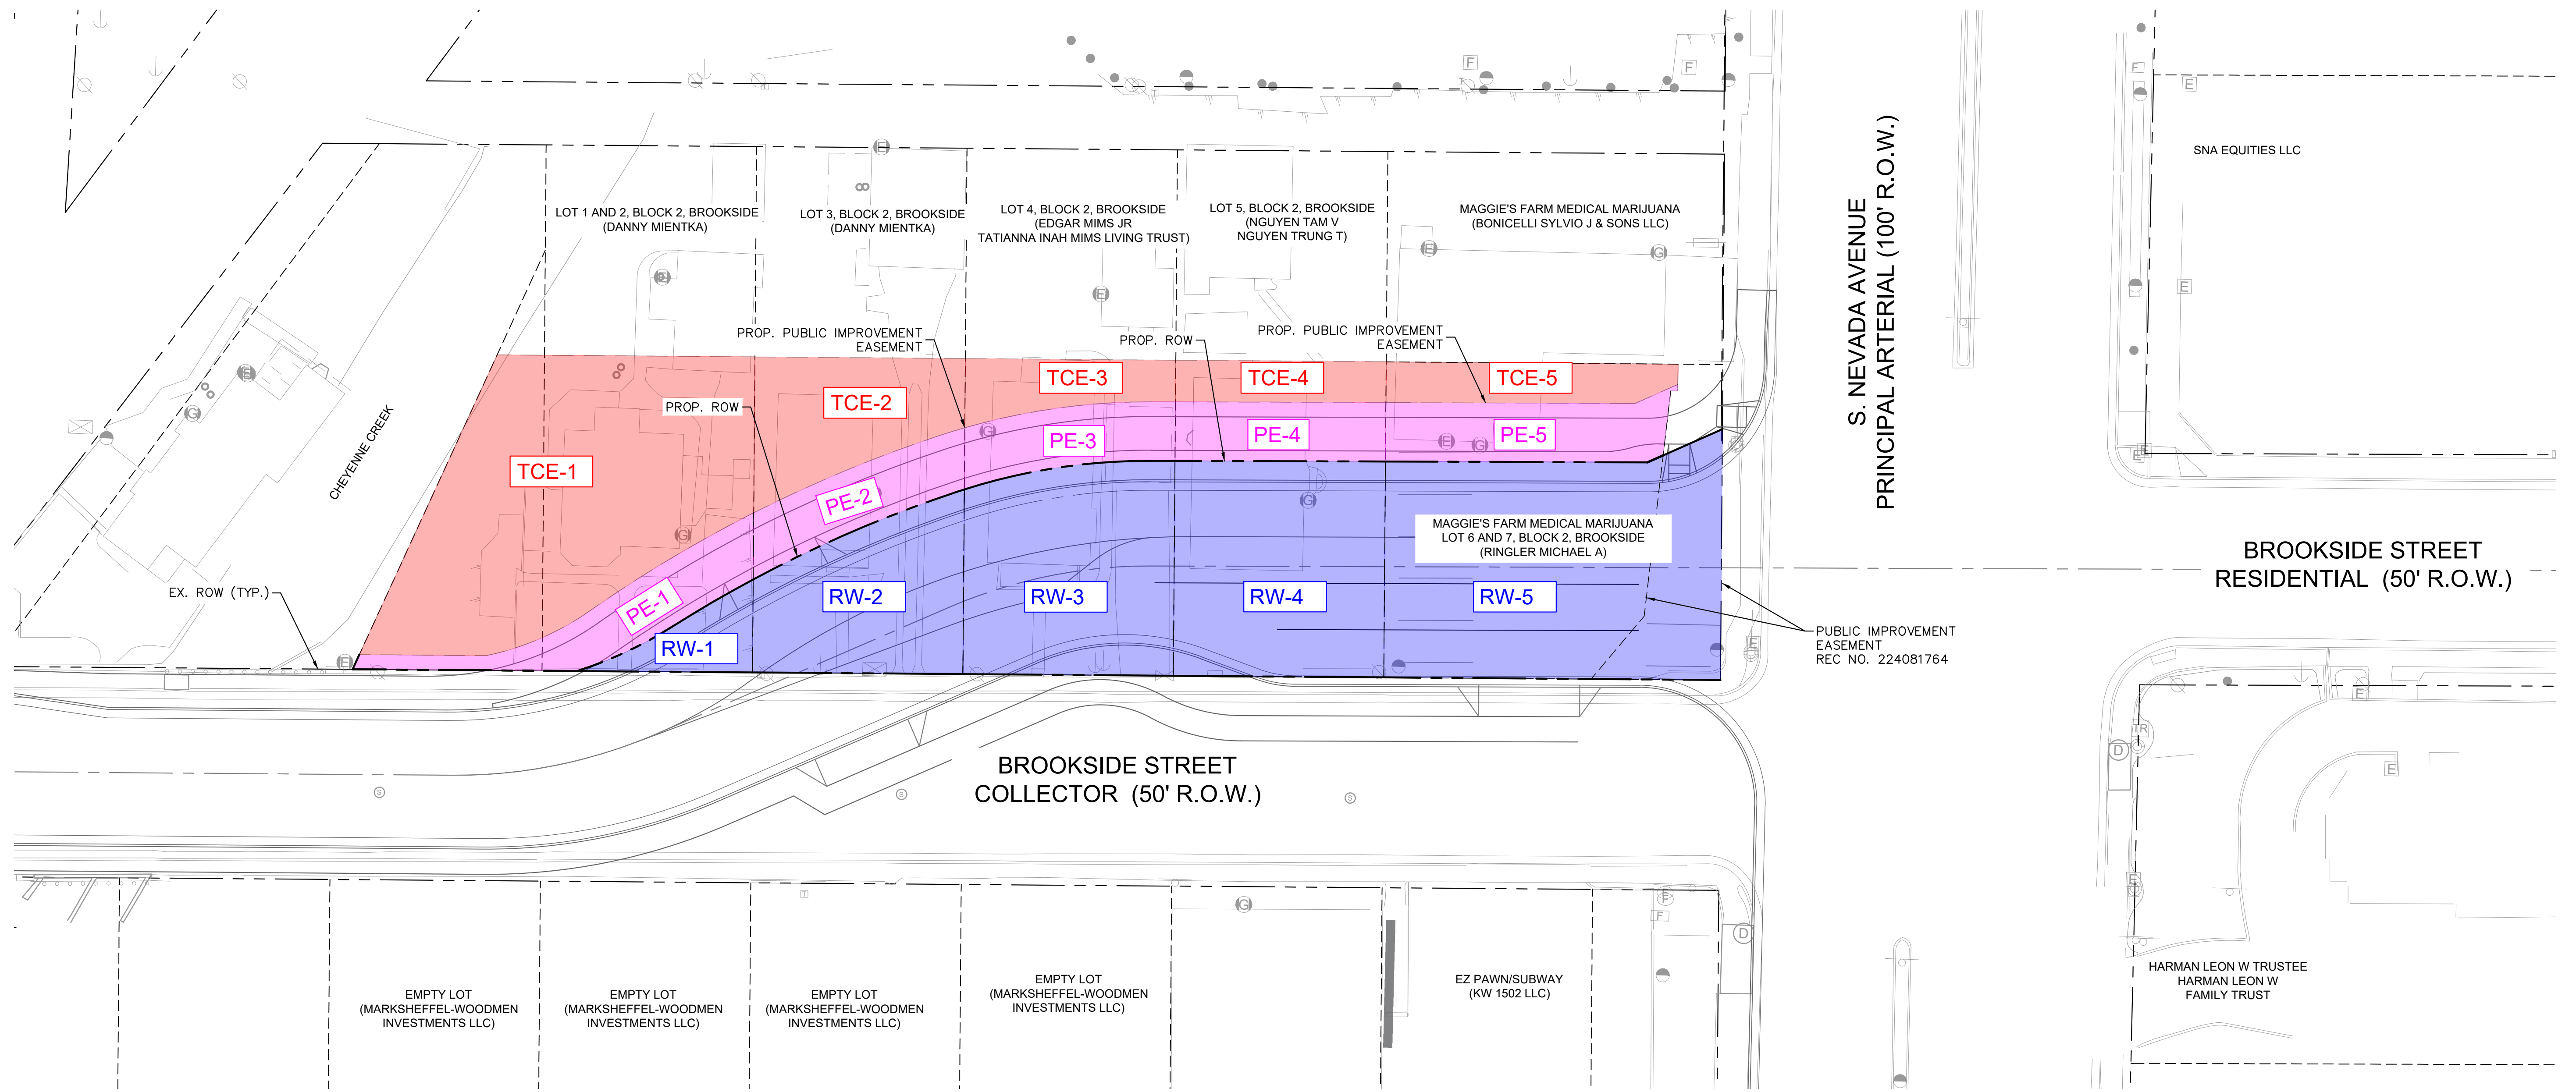 SNA EQUITIES LLC
S. NEVADA AVENUE
PRINCIPAL ARTERIAL (100' R.O.W.)
LOT 1 AND 2, BLOCK 2, BROOKSIDE
(DANNY MIENTKA)
LOT 3, BLOCK 2, BROOKSIDE
(DANNY MIENTKA)
LOT 4, BLOCK 2, BROOKSIDE
(EDGAR MIMS JR
TATIANNA INAH MIMS LIVING TRUST)
LOT 5, BLOCK 2, BROOKSIDE
(NGUYEN TAM V
NGUYEN TRUNG T)
MAGGIE'S FARM MEDICAL MARIJUANA
(BONICELLI SYLVIO J & SONS LLC)
PROP. PUBLIC IMPROVEMENT
EASEMENT
PROP. ROW
PROP. PUBLIC IMPROVEMENT
EASEMENT
PROP. ROW
CHEYENNE CREEK
TCE-1
TCE-2
TCE-3
TCE-4
TCE-5
PE-1
PE-2
PE-3
PE-4
PE-5
MAGGIE'S FARM MEDICAL MARIJUANA
LOT 6 AND 7, BLOCK 2, BROOKSIDE
(RINGLER MICHAEL A)
EX. ROW (TYP.)
RW-1
RW-2
RW-3
RW-4
RW-5
BROOKSIDE STREET
RESIDENTIAL (50' R.O.W.)
PUBLIC IMPROVEMENT
EASEMENT
REC NO. 224081764
BROOKSIDE STREET
COLLECTOR (50' R.O.W.)
EMPTY LOT
(MARKSHEFFEL-WOODMEN
INVESTMENTS LLC)
EMPTY LOT
(MARKSHEFFEL-WOODMEN
INVESTMENTS LLC)
EMPTY LOT
(MARKSHEFFEL-WOODMEN
INVESTMENTS LLC)
EMPTY LOT
(MARKSHEFFEL-WOODMEN
INVESTMENTS LLC)
EZ PAWN/SUBWAY
(KW 1502 LLC)
HARMAN LEON W TRUSTEE
HARMAN LEON W
FAMILY TRUST